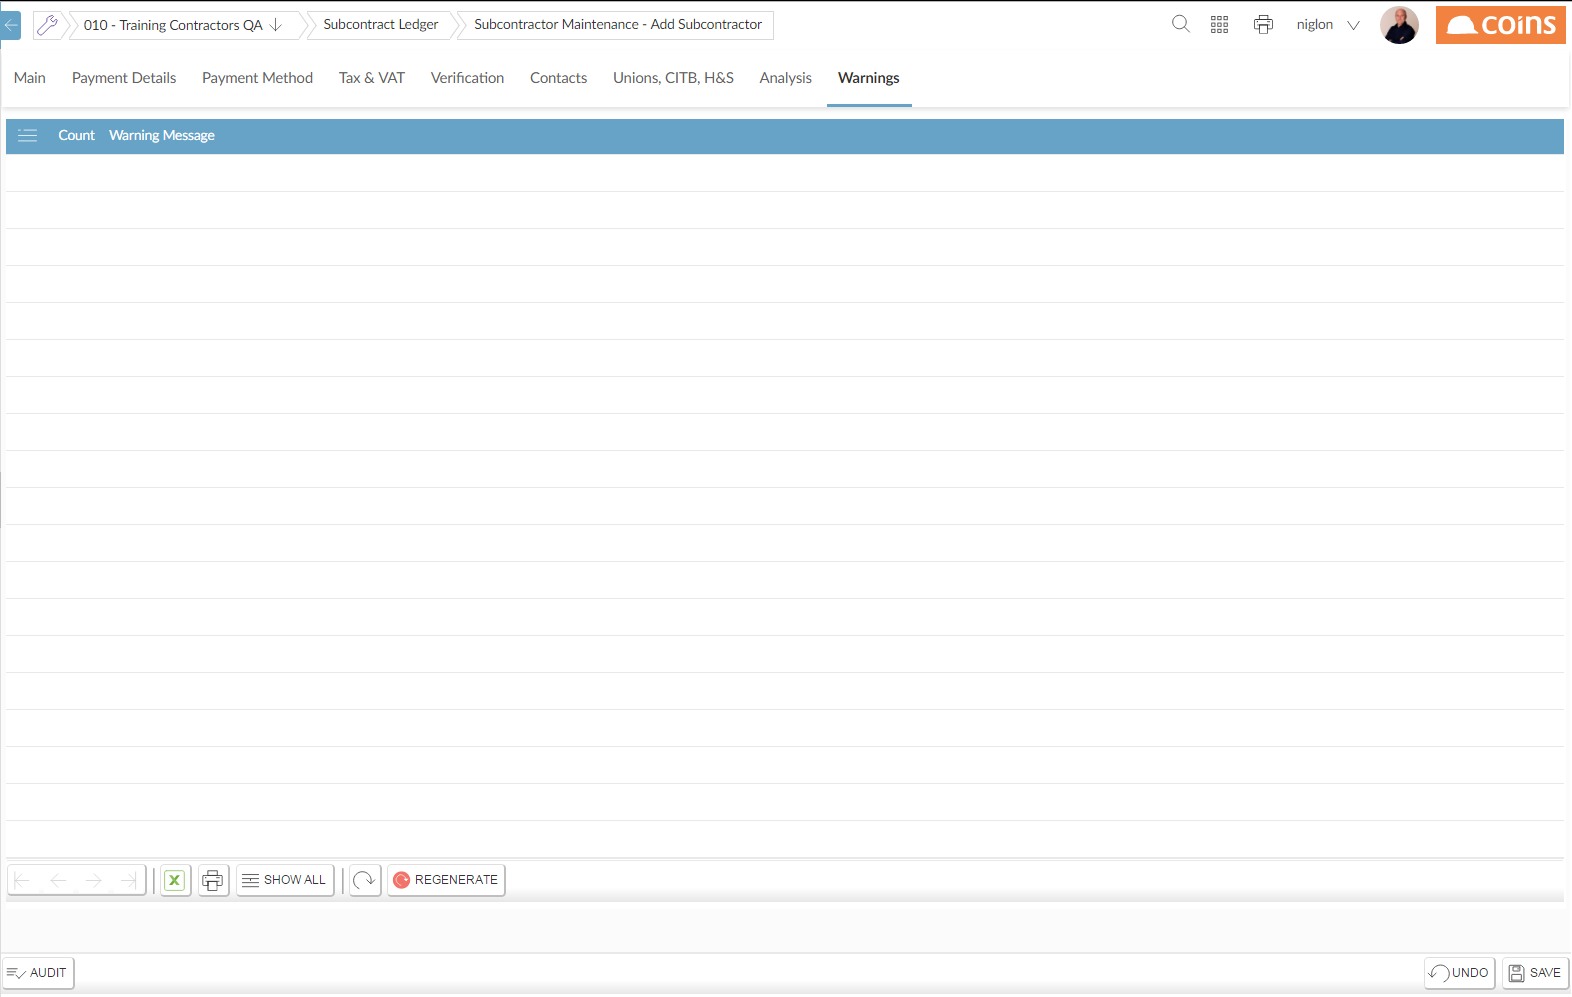 010 - Training Contractors QA Subcontract Ledger Subcontractor Maintenance - Add Subcontractor niglon coins
Main Payment Details Payment Method Tax & VAT Verification Contacts Unions, CITB, H&S Analysis Warnings
Count Warning Message
X SHOW ALL REGENERATE
AUDIT UNDO SAVE